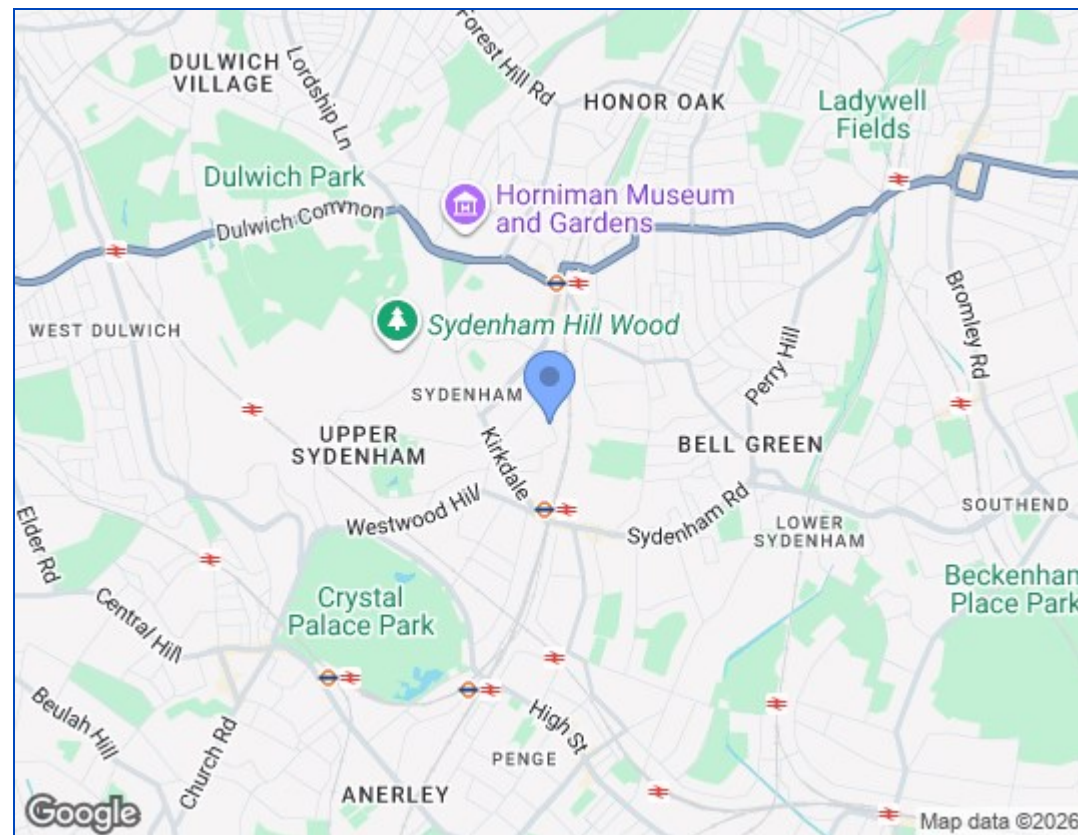 DULWICH
VILLAGE
Lordship Ln
Forest Hill Rd
HONOR OAK
Ladywell
Fields
Dulwich Park
Horniman Museum
and Gardens
Dulwich Common
WEST DULWICH
Sydenham Hill Wood
Bromley Rd
Perry Hill
SYDENHAM
UPPER
SYDENHAM
Kirkdale
BELL GREEN
Westwood Hill
Sydenham Rd
SOUTHEND
LOWER
SYDENHAM
Elder Rd
Crystal
Palace Park
Beckenham
Place Park
Central Hill
Beulah Hill
Church Rd
High St
PENGE
ANERLEY
Google
Map data ©2026